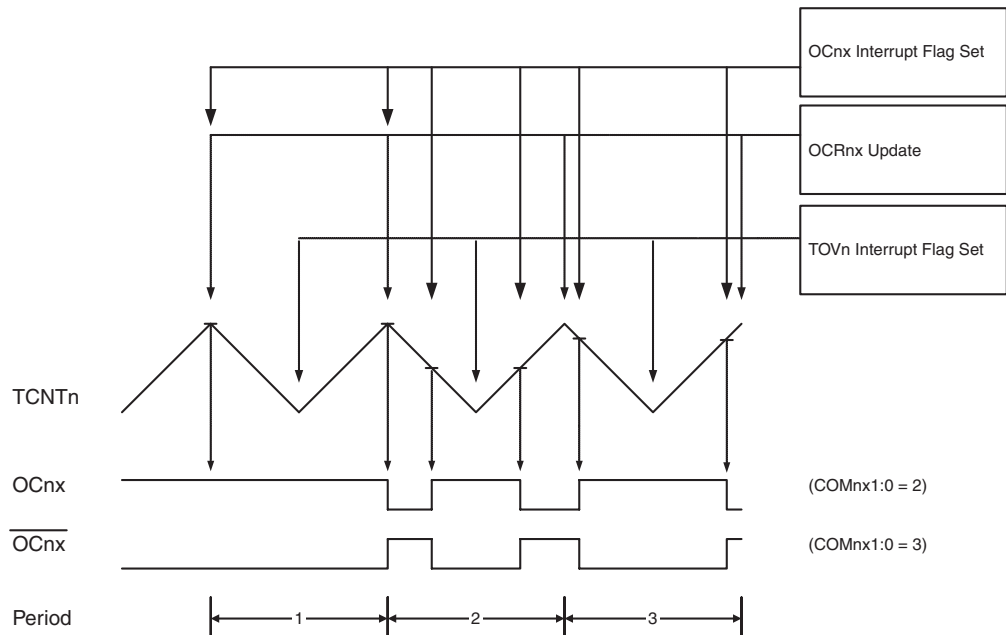 OCnx Interrupt Flag Set
OCRnx Update
TOVn Interrupt Flag Set
TCNTn
OCnx
(COMnx1:0 = 2)
OCnx
(COMnx1:0 = 3)
Period
1
2
3